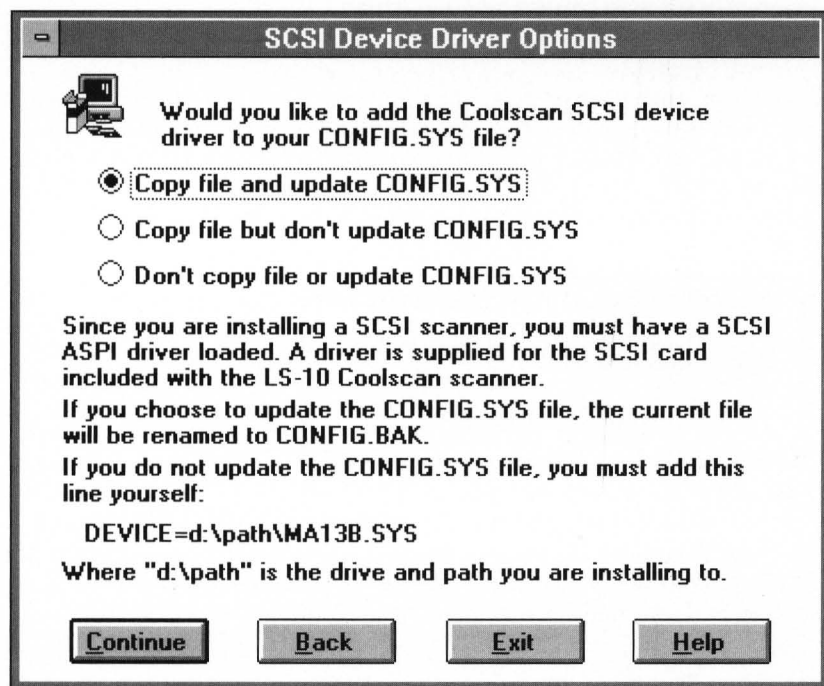 SCSI Device Driver Options
Would you like to add the Coolscan SCSI device
driver to your CONFIG.SYS file?
Copy file and update CONFIG.SYS
Copy file but don't update CONFIG.SYS
Don't copy file or update CONFIG.SYS
Since you are installing a SCSI scanner, you must have a SCSI
ASPI driver loaded. A driver is supplied for the SCSI card
included with the LS-10 Coolscan scanner.
If you choose to update the CONFIG.SYS file, the current file
will be renamed to CONFIG.BAK.
If you do not update the CONFIG.SYS file, you must add this
line yourself:
DEVICE=d:\path\MA13B.SYS
Where "d:\path" is the drive and path you are installing to.
Continue Back Exit Help